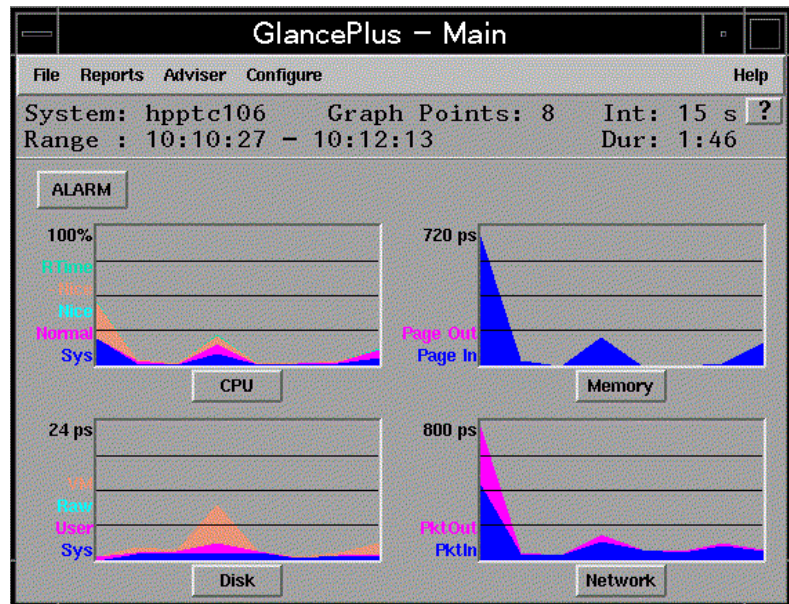 GlancePlus - Main
File Reports Adviser Configure Help
System: hpptc106 Graph Points: 8 Int: 15 s ?
Range : 10:10:27 - 10:12:13 Dur: 1:46
ALARM
100%
RTime
-Nice
Nice
Normal
Sys
CPU
720 ps
Page Out
Page In
Memory
24 ps
VM
Raw
User
Sys
Disk
800 ps
PktOut
PktIn
Network